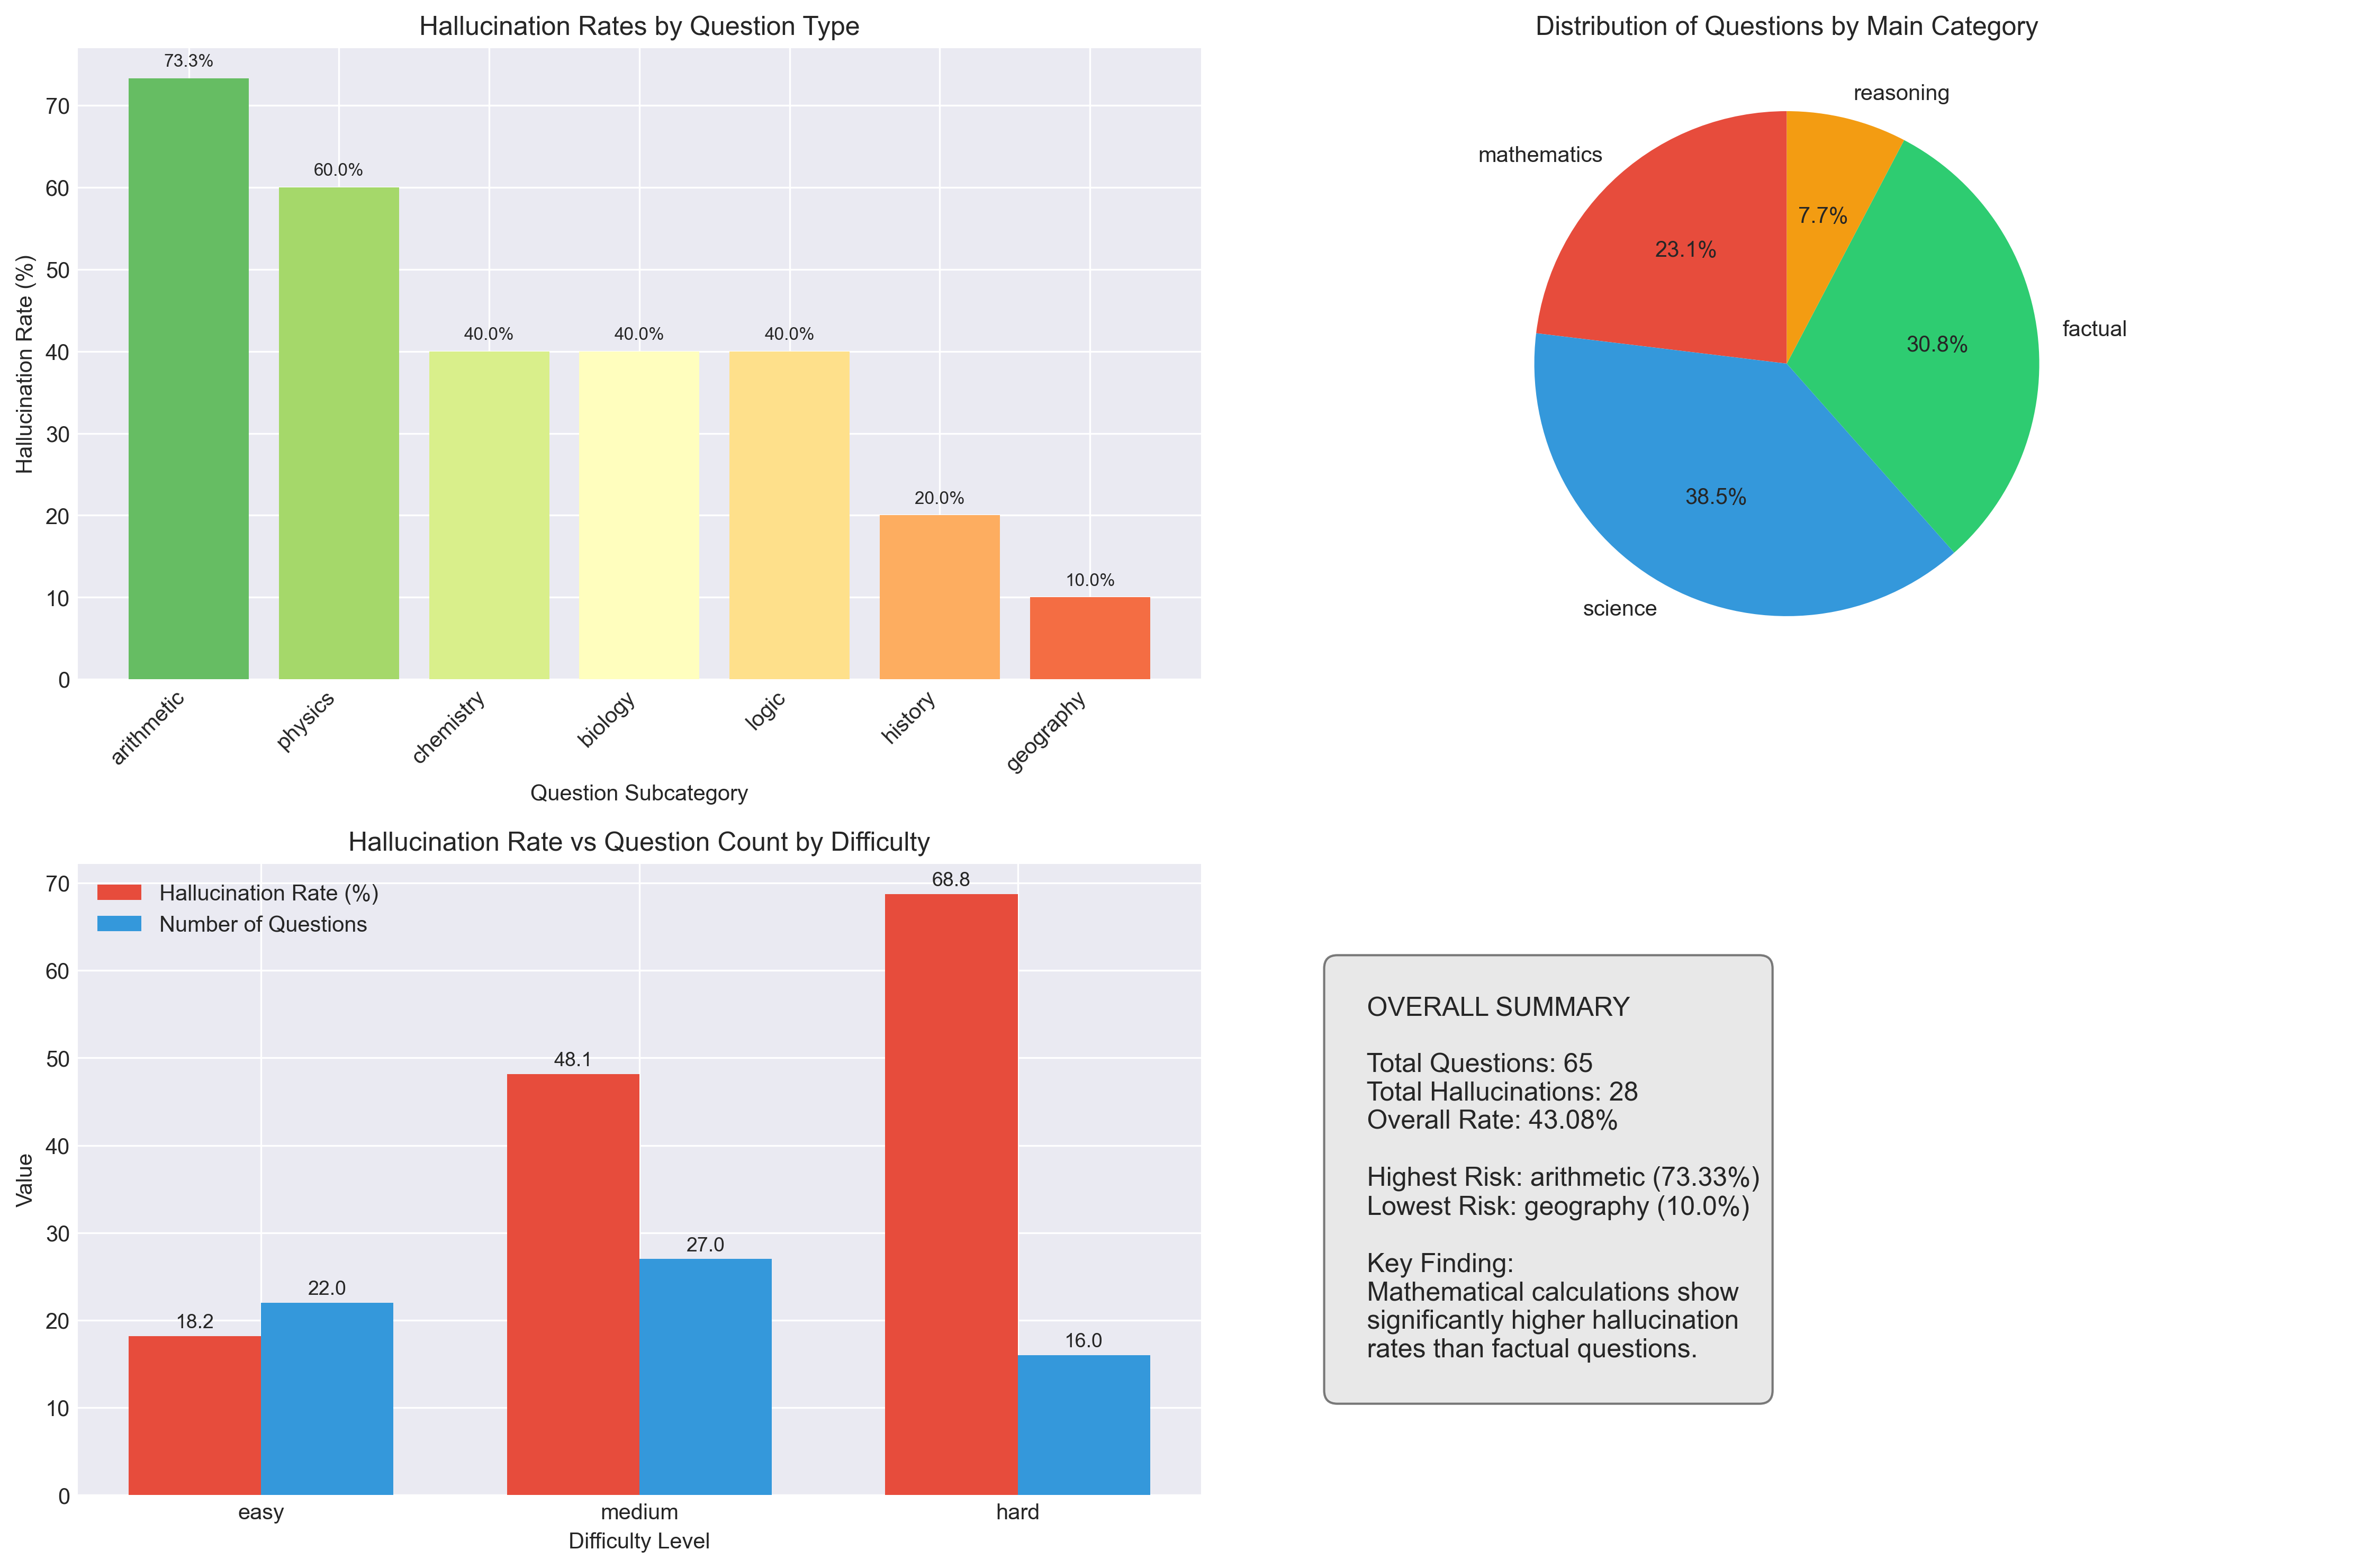 Hallucination Rates by Question Type
Hallucination Rate (%)
70
60
50
40
30
20
10
0
73.3%
60.0%
40.0%
40.0%
40.0%
20.0%
10.0%
arithmetic
physics
chemistry
biology
logic
history
geography
Question Subcategory
Distribution of Questions by Main Category
reasoning
mathematics
factual
science
7.7%
23.1%
30.8%
38.5%
Hallucination Rate vs Question Count by Difficulty
Hallucination Rate (%)
Number of Questions
Value
70
60
50
40
30
20
10
0
18.2
22.0
48.1
27.0
68.8
16.0
easy
medium
hard
Difficulty Level
OVERALL SUMMARY
Total Questions: 65
Total Hallucinations: 28
Overall Rate: 43.08%
Highest Risk: arithmetic (73.33%)
Lowest Risk: geography (10.0%)
Key Finding:
Mathematical calculations show
significantly higher hallucination
rates than factual questions.